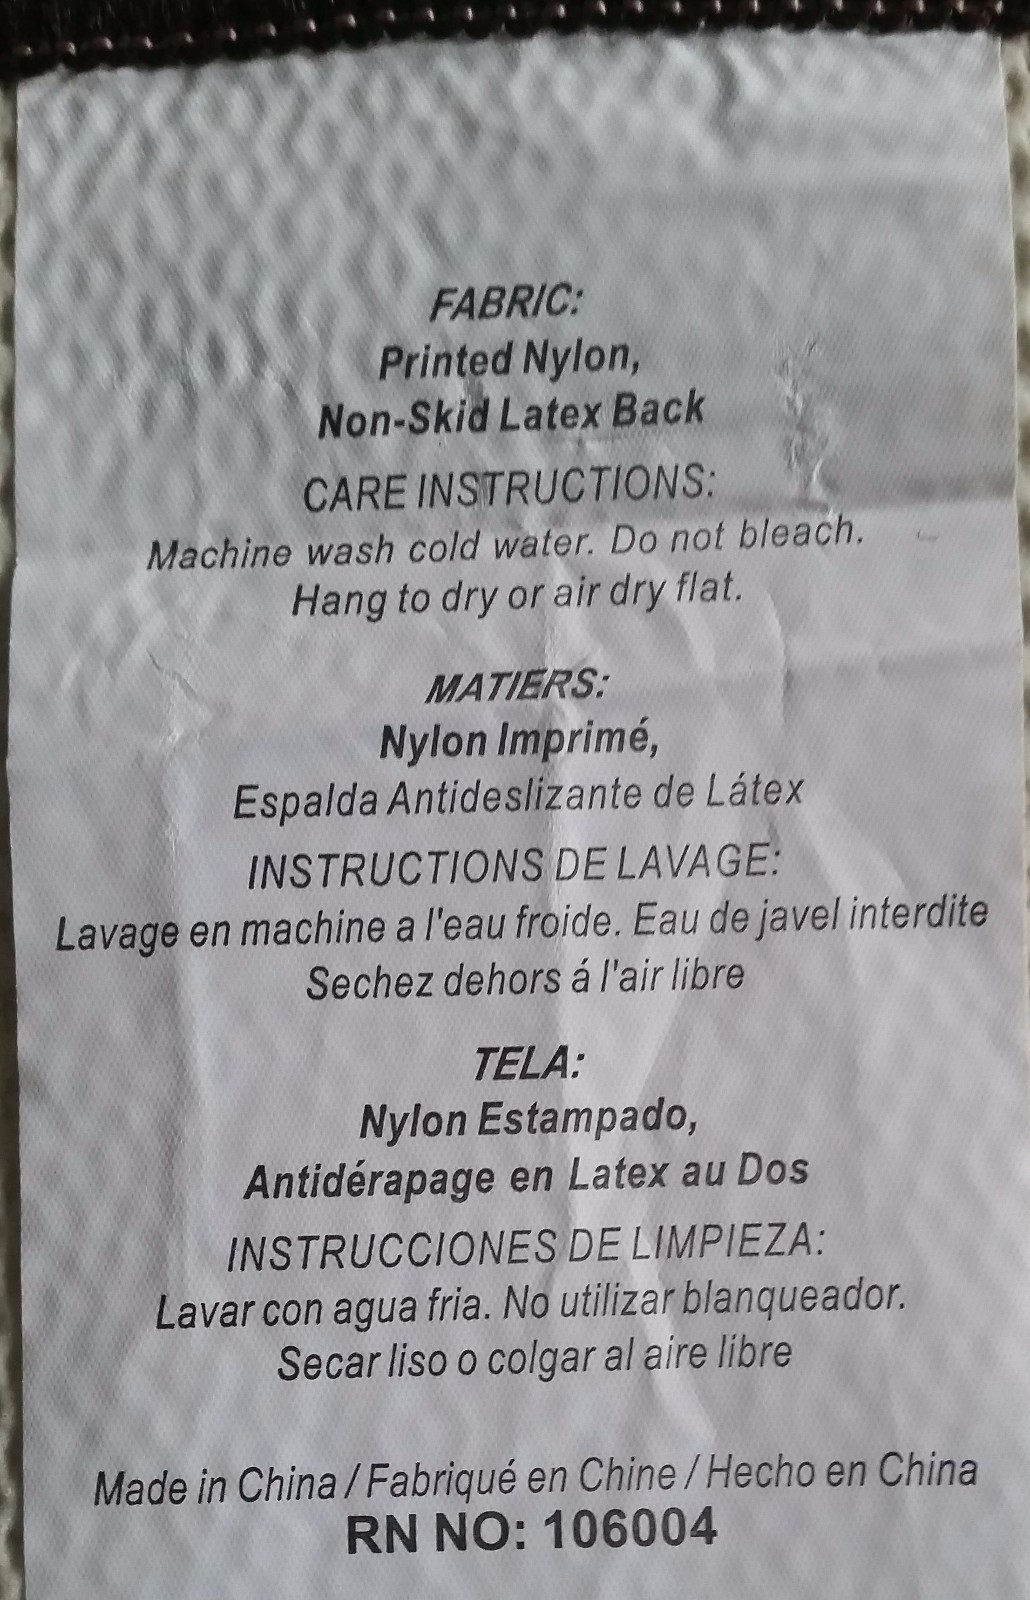 FABRIC:
Printed Nylon,
Non-Skid Latex Back
CARE INSTRUCTIONS:
Machine wash cold water. Do not bleach.
Hang to dry or air dry flat.
MATIERS:
Nylon Imprimé,
Espalda Antideslizante de Látex
INSTRUCTIONS DE LAVAGE:
Lavage en machine a l'eau froide. Eau de javel interdite
Sechez dehors á l'air libre
TELA:
Nylon Estampado,
Antidérapage en Latex au Dos
INSTRUCCIONES DE LIMPIEZA:
Lavar con agua fria. No utilizar blanqueador.
Secar liso o colgar al aire libre
Made in China / Fabriqué en Chine / Hecho en China
RN NO: 106004